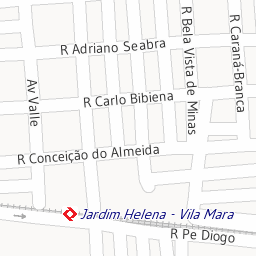 R Adriano Seabra
R Bela Vista de Minas
R Caraná-Branca
Av Valle
R Carlo Bibiena
R Conceição do Almeida
Jardim Helena - Vila Mara
R Pe Diogo